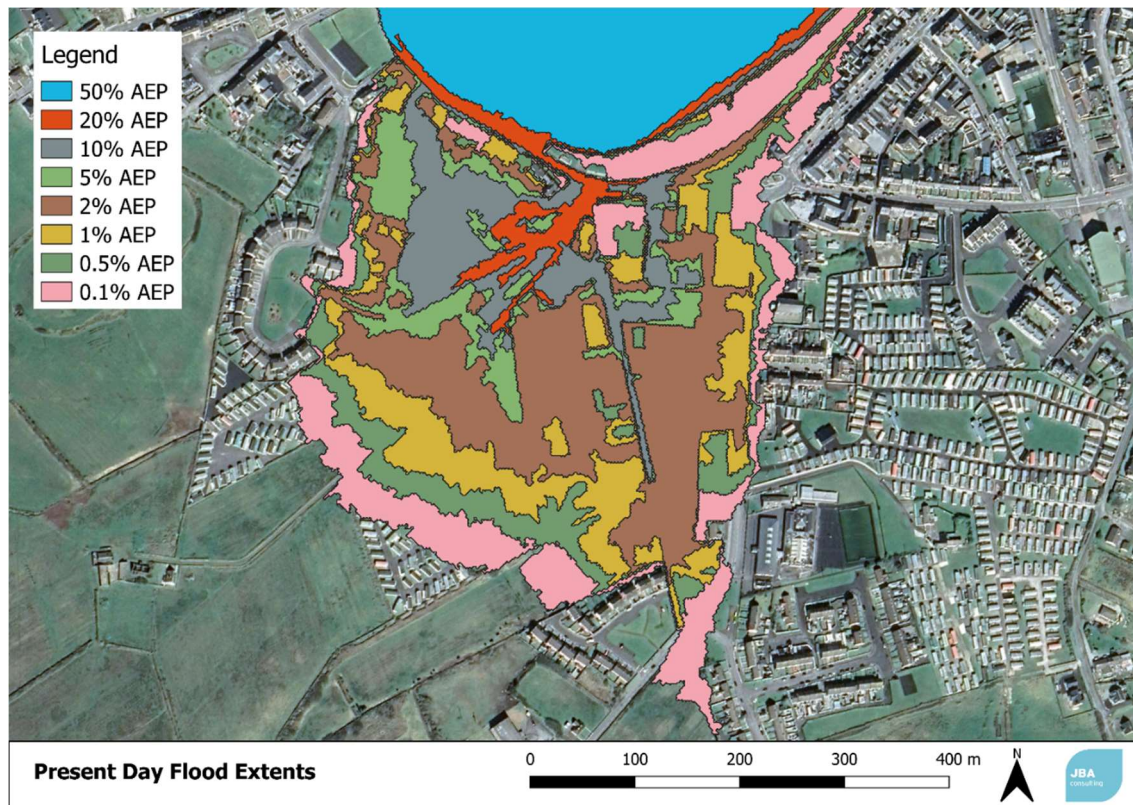 Legend
50% AEP
20% AEP
10% AEP
5% AEP
2% AEP
1% AEP
0.5% AEP
0.1% AEP
Present Day Flood Extents
0 100 200 300 400 m
N
JBA
consulting